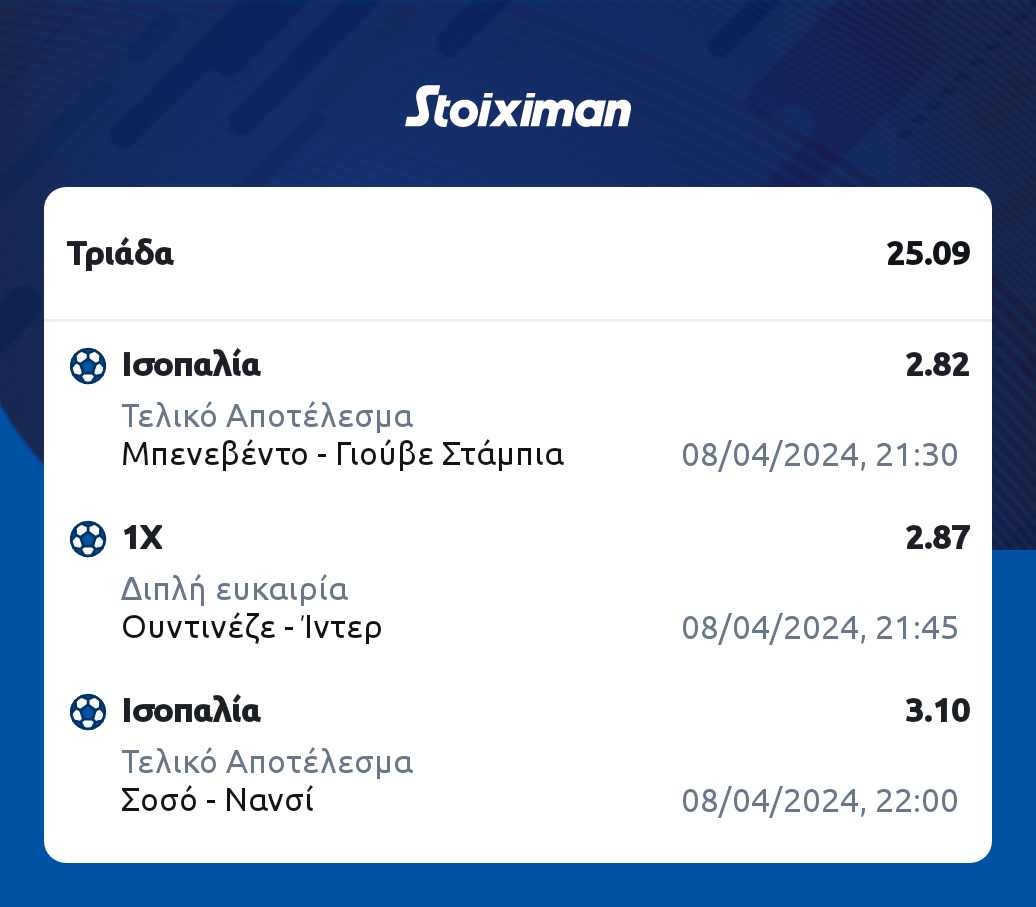 Stoiximan
Τριάδα 25.09
Ισοπαλία 2.82
Τελικό Αποτέλεσμα
Μπενεβέντο - Γιούβε Στάμπια 08/04/2024, 21:30
1X 2.87
Διπλή ευκαιρία
Ουντινέζε - Ίντερ 08/04/2024, 21:45
Ισοπαλία 3.10
Τελικό Αποτέλεσμα
Σοσό - Νανσί 08/04/2024, 22:00